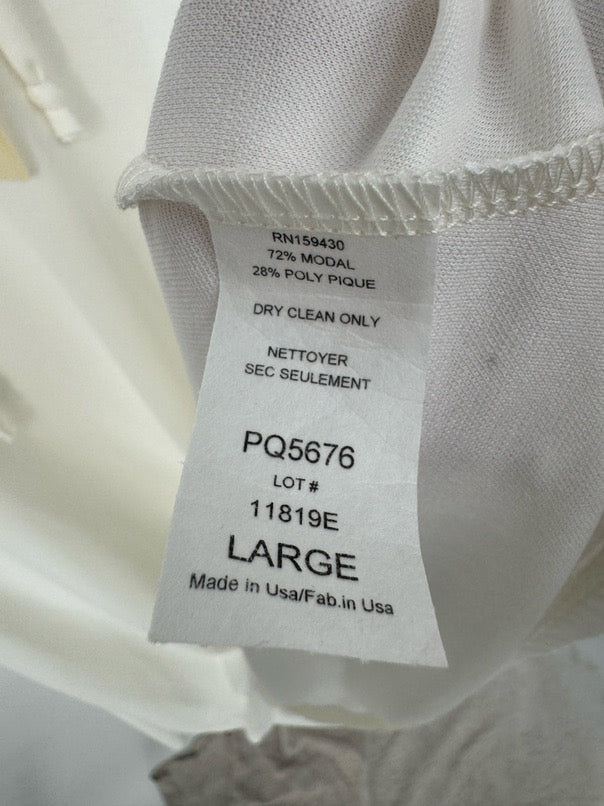 RN159430
72% MODAL
28% POLY PIQUE
DRY CLEAN ONLY
NETTOYER
SEC SEULEMENT
PQ5676
LOT #
11819E
LARGE
Made in Usa/Fab.in Usa